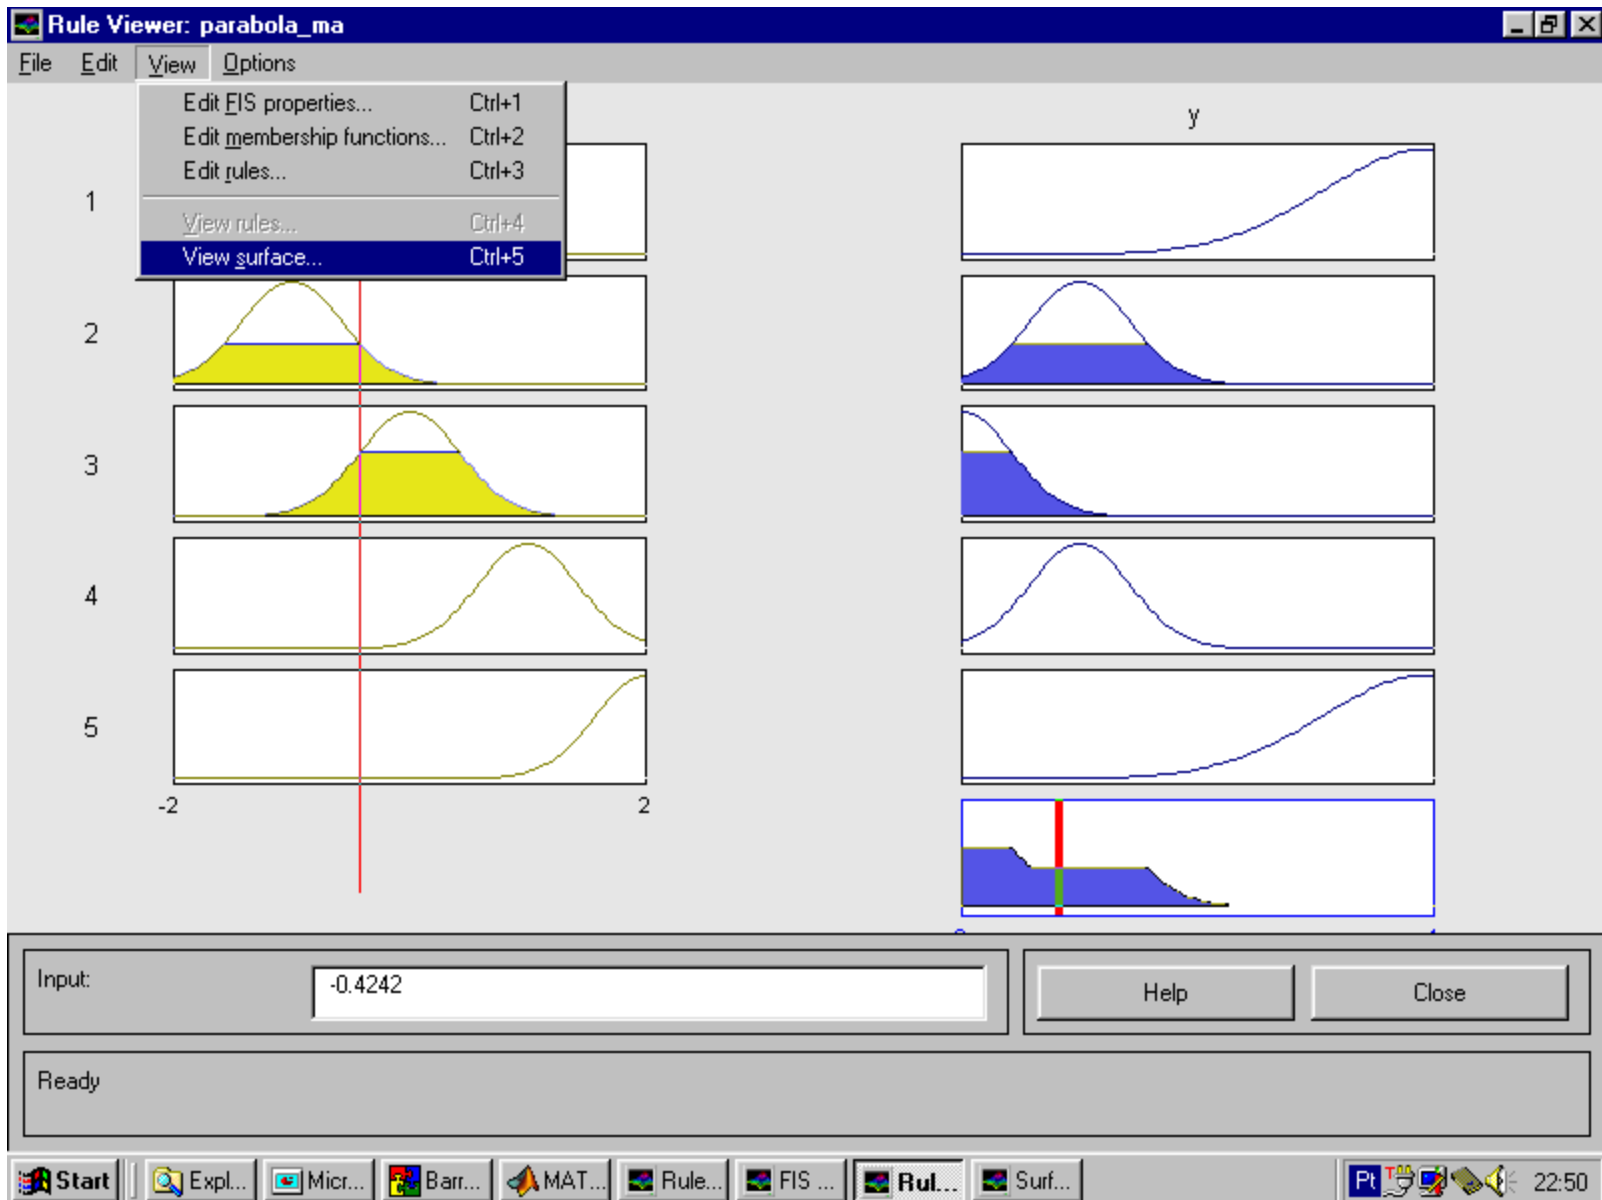 Rule Viewer: parabola_ma
File Edit View Options
Edit FIS properties... Ctrl+1
Edit membership functions... Ctrl+2
Edit rules... Ctrl+3
View rules... Ctrl+4
View surface... Ctrl+5
y
1
2
3
4
5
-2 2
Input: -0.4242
Help Close
Ready
Start Expl... Micr... Barr... MAT... Rule... FIS ... Rul... Surf... Pt 22:50